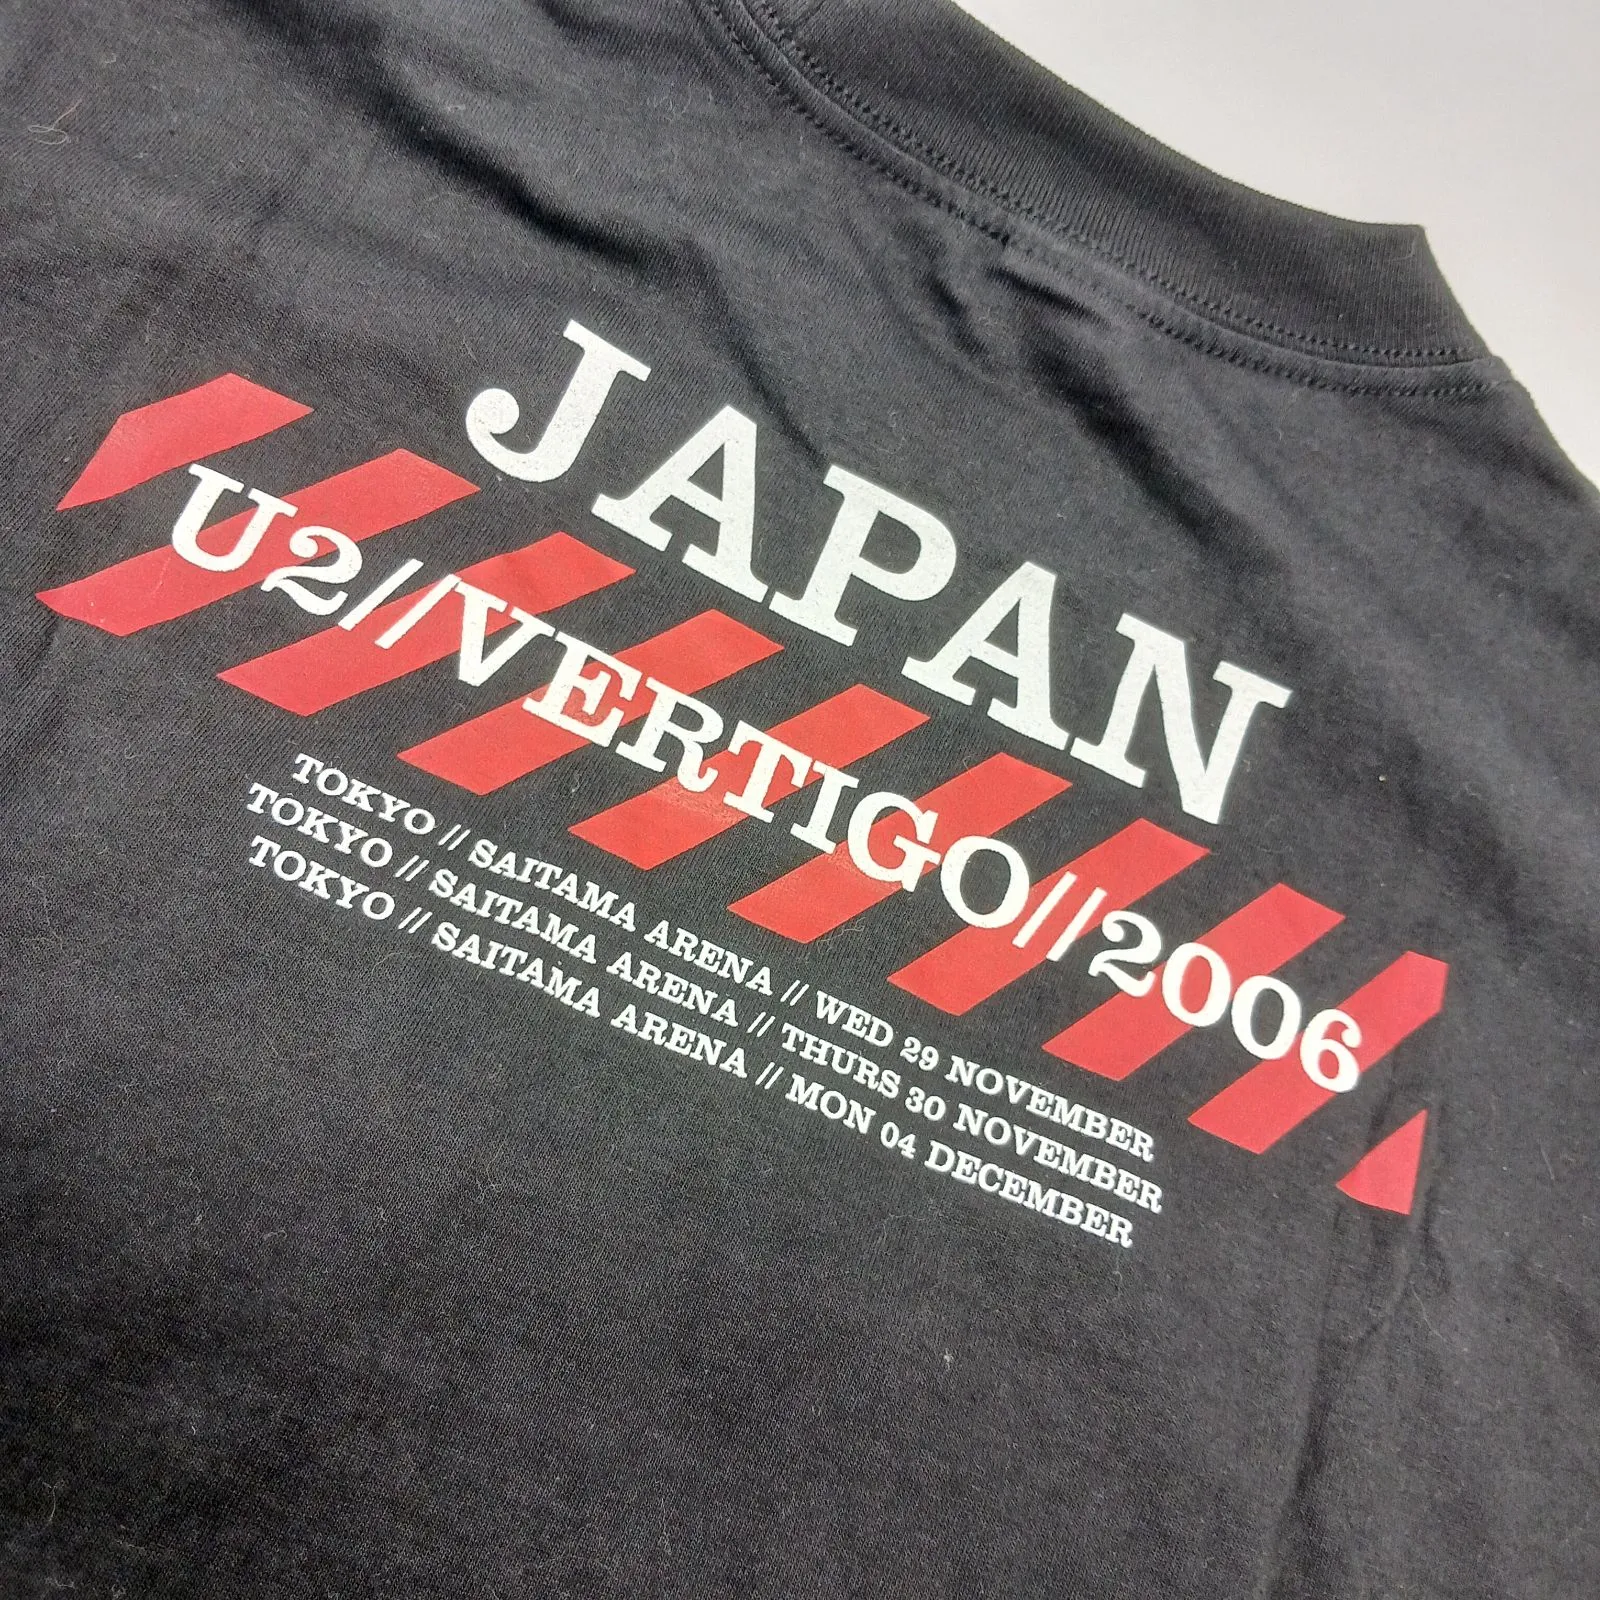 JAPAN
U2//VERTIGO//2006
TOKYO // SAITAMA ARENA // WED 29 NOVEMBER
TOKYO // SAITAMA ARENA // THURS 30 NOVEMBER
TOKYO // SAITAMA ARENA // MON 04 DECEMBER